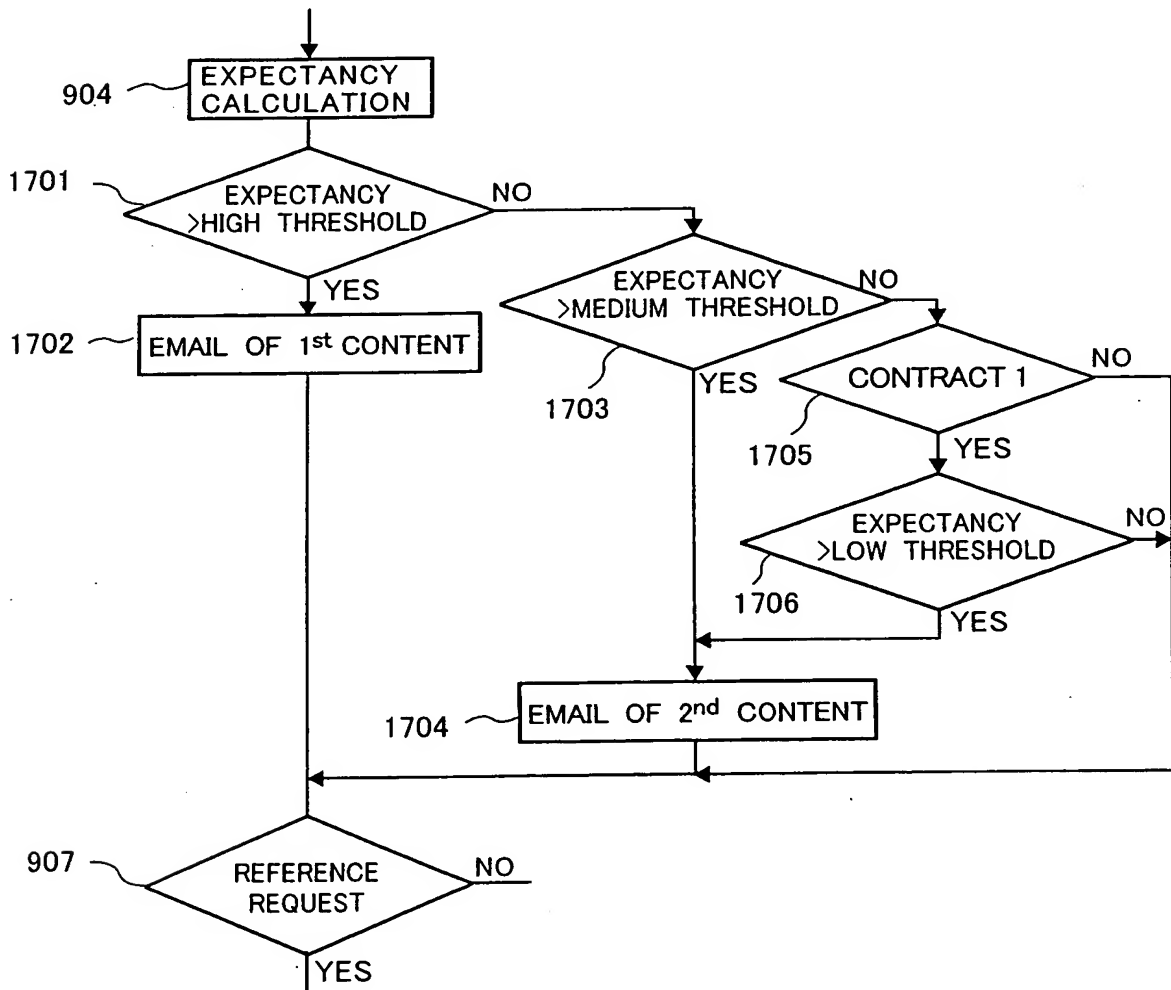 904
EXPECTANCY
CALCULATION
1701
EXPECTANCY
>HIGH THRESHOLD
NO
YES
1702
EMAIL OF 1st CONTENT
EXPECTANCY
>MEDIUM THRESHOLD
NO
1703
YES
CONTRACT 1
NO
1705
YES
EXPECTANCY
>LOW THRESHOLD
NO
1706
YES
1704
EMAIL OF 2nd CONTENT
907
REFERENCE
REQUEST
NO
YES